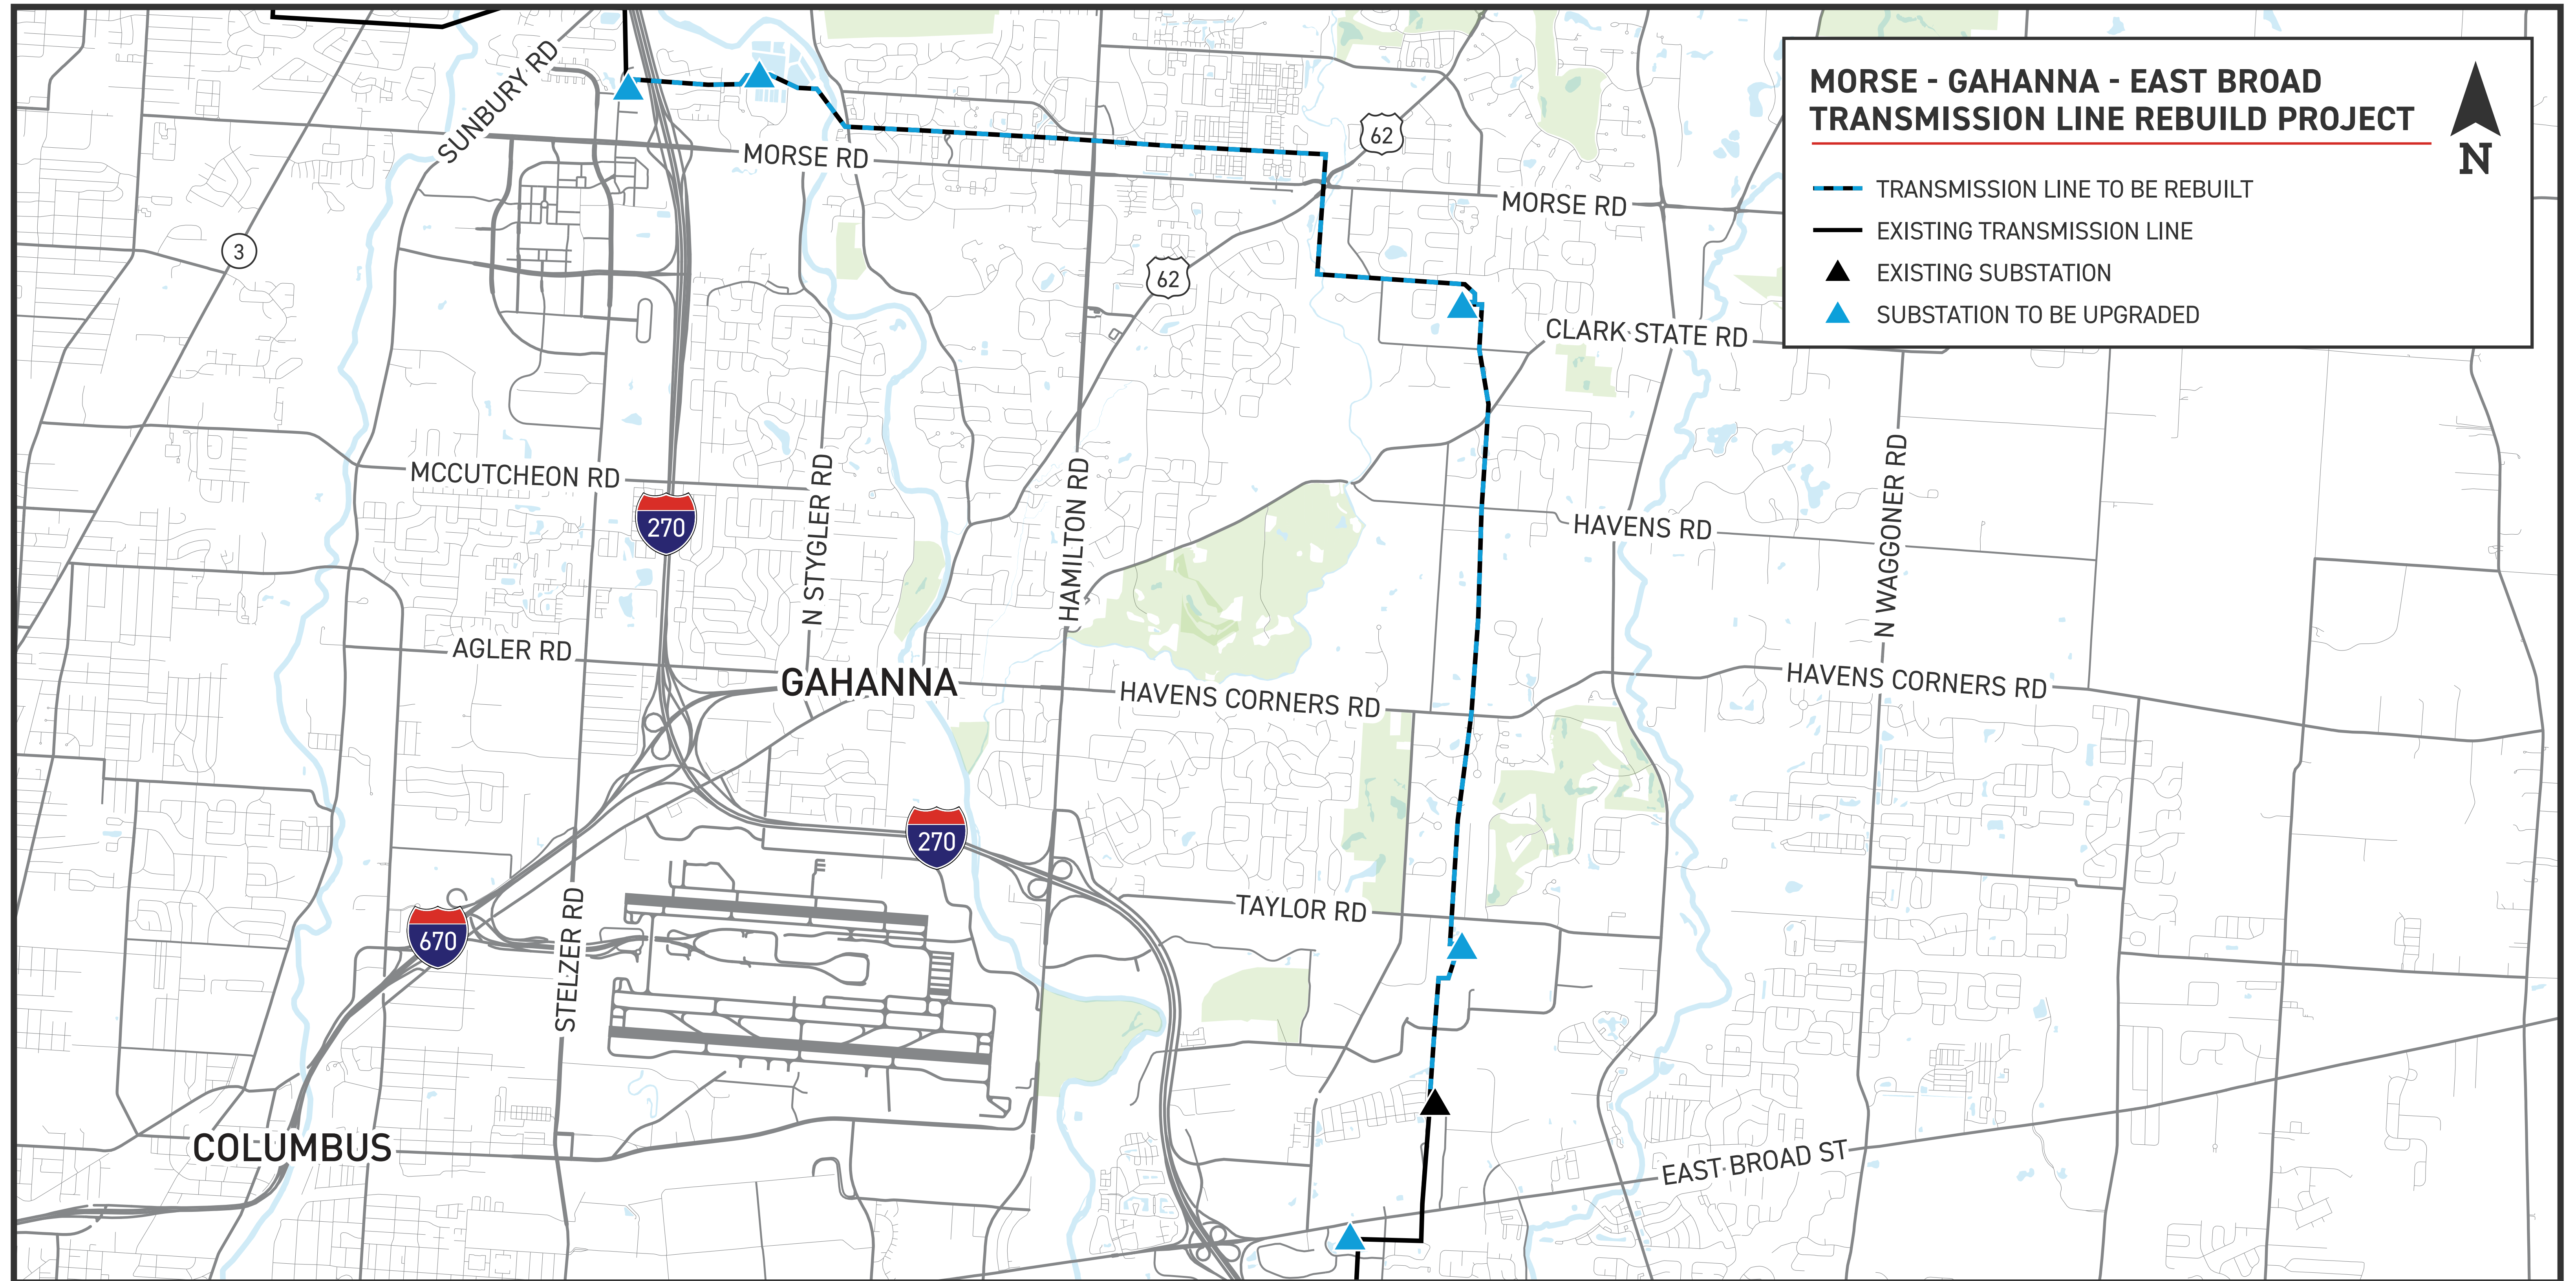 MORSE - GAHANNA - EAST BROAD
TRANSMISSION LINE REBUILD PROJECT
N
TRANSMISSION LINE TO BE REBUILT
EXISTING TRANSMISSION LINE
EXISTING SUBSTATION
SUBSTATION TO BE UPGRADED
SUNBURY RD
MORSE RD
62
MORSE RD
3
62
CLARK STATE RD
MCCUTCHEON RD
270
N STYGLER RD
HAMILTON RD
HAVENS RD
N WAGGONER RD
AGLER RD
GAHANNA
HAVENS CORNERS RD
HAVENS CORNERS RD
270
TAYLOR RD
670
STELZER RD
COLUMBUS
EAST BROAD ST